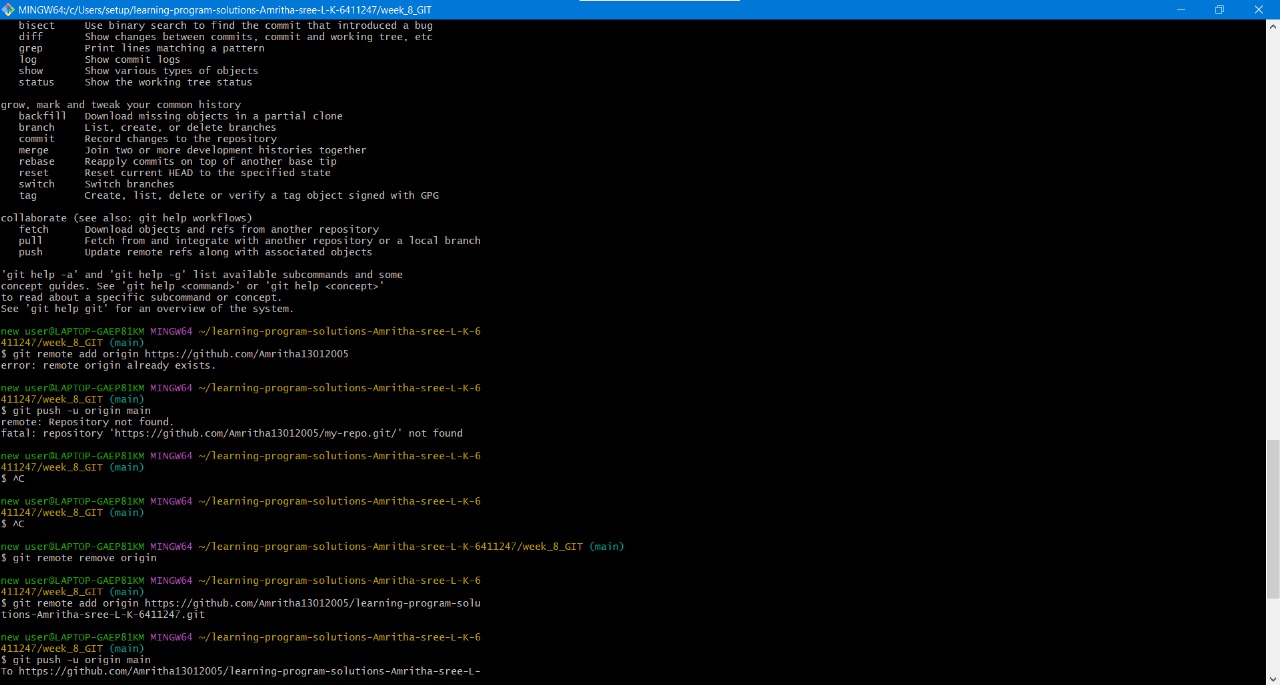 MINGW64:/c/Users/setup/learning-program-solutions-Amritha-sree-L-K-6411247/week_8_GIT
bisect Use binary search to find the commit that introduced a bug
diff Show changes between commits, commit and working tree, etc
grep Print lines matching a pattern
log Show commit logs
show Show various types of objects
status Show the working tree status
grow, mark and tweak your common history
backfill Download missing objects in a partial clone
branch List, create, or delete branches
commit Record changes to the repository
merge Join two or more development histories together
rebase Reapply commits on top of another base tip
reset Reset current HEAD to the specified state
switch Switch branches
tag Create, list, delete or verify a tag object signed with GPG
collaborate (see also: git help workflows)
fetch Download objects and refs from another repository
pull Fetch from and integrate with another repository or a local branch
push Update remote refs along with associated objects
'git help -a' and 'git help -g' list available subcommands and some
concept guides. See 'git help <command>' or 'git help <concept>'
to read about a specific subcommand or concept.
See 'git help git' for an overview of the system.
new user@LAPTOP-GAEP81KM MINGW64 ~/learning-program-solutions-Amritha-sree-L-K-6
411247/week_8_GIT (main)
$ git remote add origin https://github.com/Amritha13012005
error: remote origin already exists.
new user@LAPTOP-GAEP81KM MINGW64 ~/learning-program-solutions-Amritha-sree-L-K-6
411247/week_8_GIT (main)
$ git push -u origin main
remote: Repository not found.
fatal: repository 'https://github.com/Amritha13012005/my-repo.git/' not found
new user@LAPTOP-GAEP81KM MINGW64 ~/learning-program-solutions-Amritha-sree-L-K-6
411247/week_8_GIT (main)
$ ^C
new user@LAPTOP-GAEP81KM MINGW64 ~/learning-program-solutions-Amritha-sree-L-K-6
411247/week_8_GIT (main)
$ ^C
new user@LAPTOP-GAEP81KM MINGW64 ~/learning-program-solutions-Amritha-sree-L-K-6411247/week_8_GIT (main)
$ git remote remove origin
new user@LAPTOP-GAEP81KM MINGW64 ~/learning-program-solutions-Amritha-sree-L-K-6
411247/week_8_GIT (main)
$ git remote add origin https://github.com/Amritha13012005/learning-program-solu
tions-Amritha-sree-L-K-6411247.git
new user@LAPTOP-GAEP81KM MINGW64 ~/learning-program-solutions-Amritha-sree-L-K-6
411247/week_8_GIT (main)
$ git push -u origin main
To https://github.com/Amritha13012005/learning-program-solutions-Amritha-sree-L-